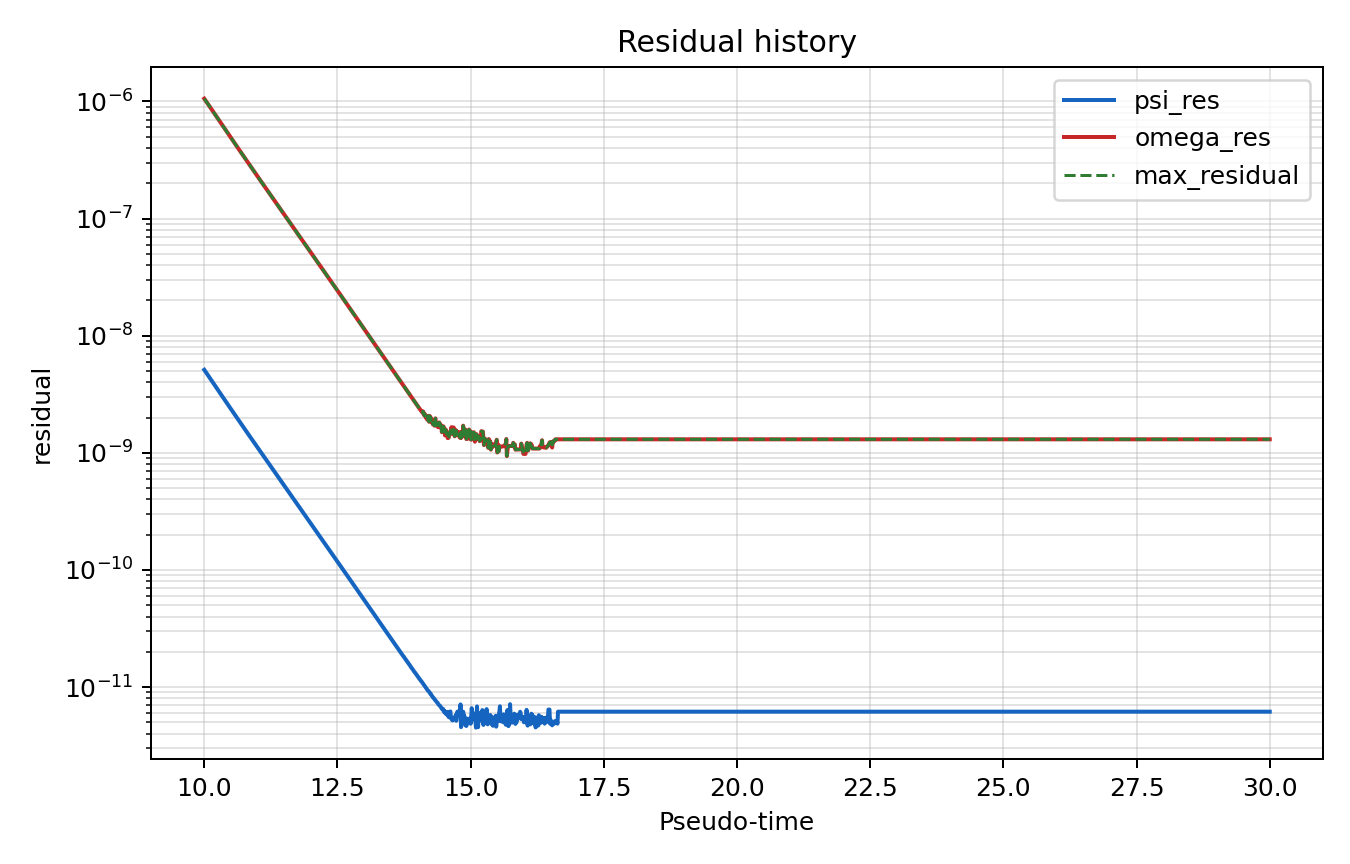 Residual history
psi_res
omega_res
max_residual
residual
10⁻⁶
10⁻⁷
10⁻⁸
10⁻⁹
10⁻¹⁰
10⁻¹¹
10.0 12.5 15.0 17.5 20.0 22.5 25.0 27.5 30.0
Pseudo-time